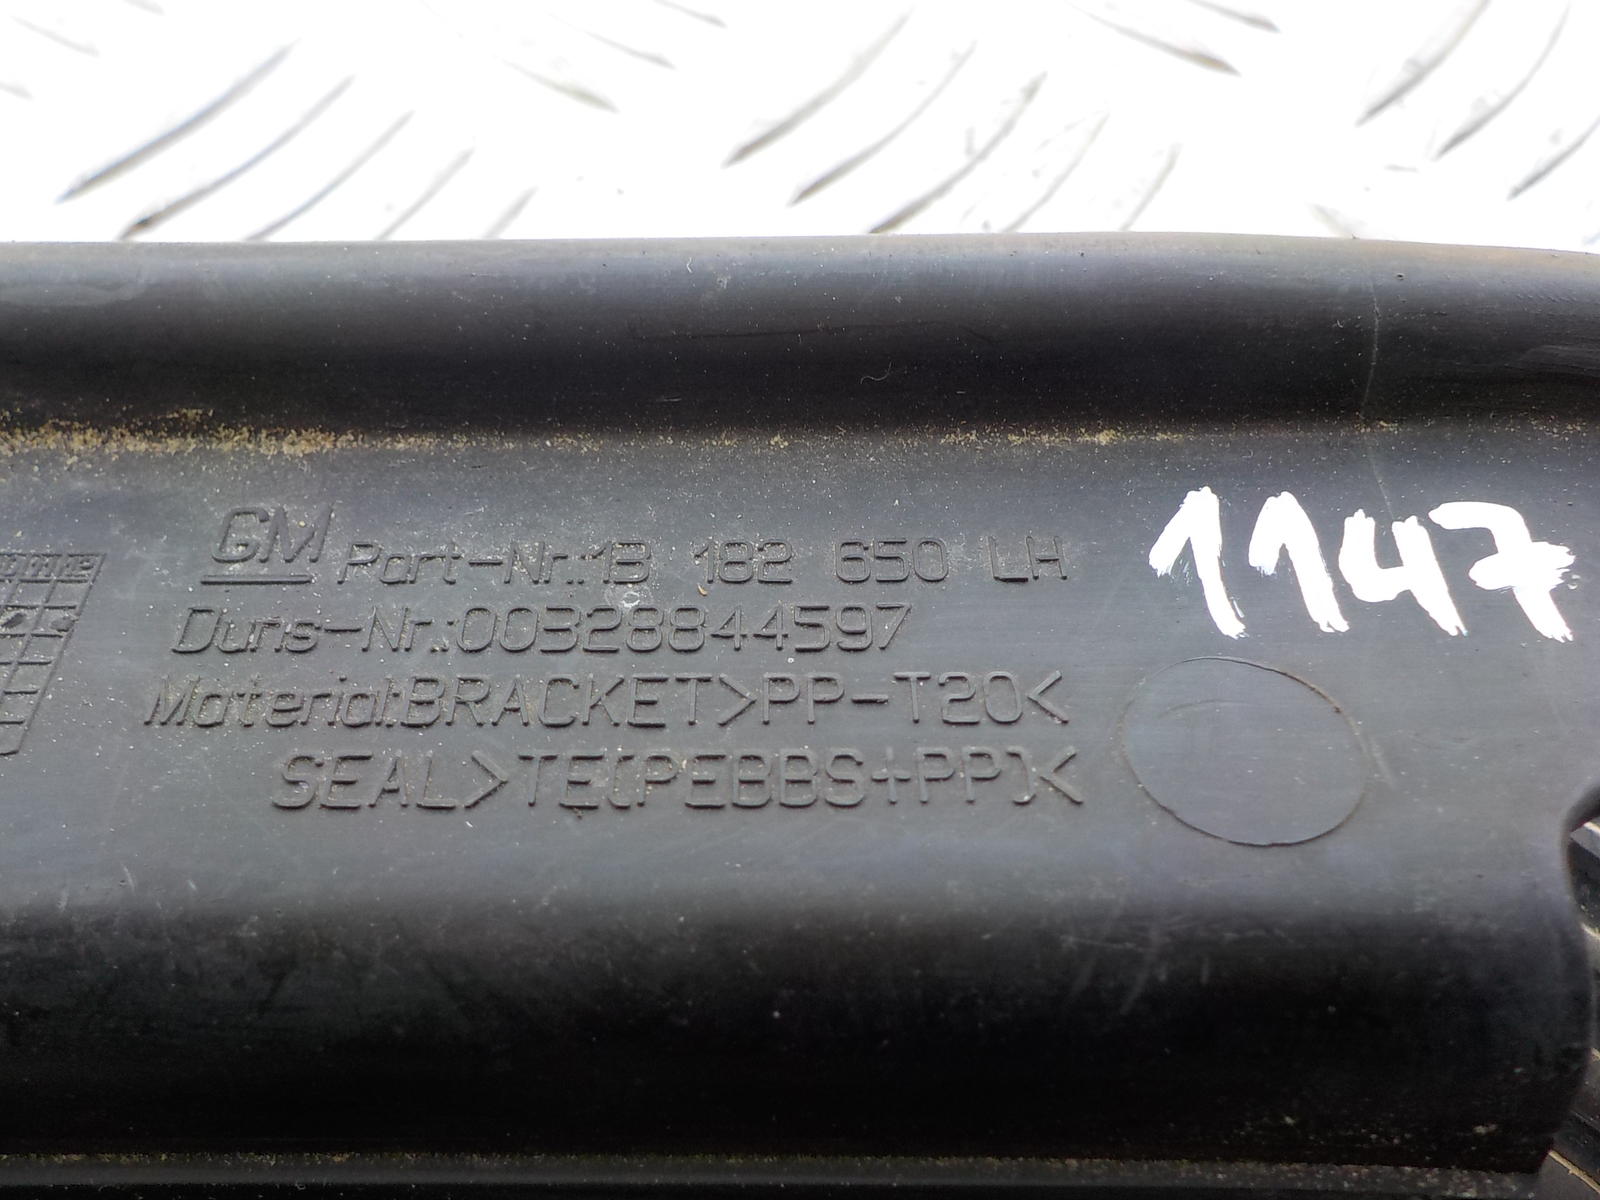 GM Part-Nr.:13 182 650 LH
Duns-Nr.:00328844597
Material:BRACKET>PP-T20<
SEAL>TE(PEBBS+PP)<
1147